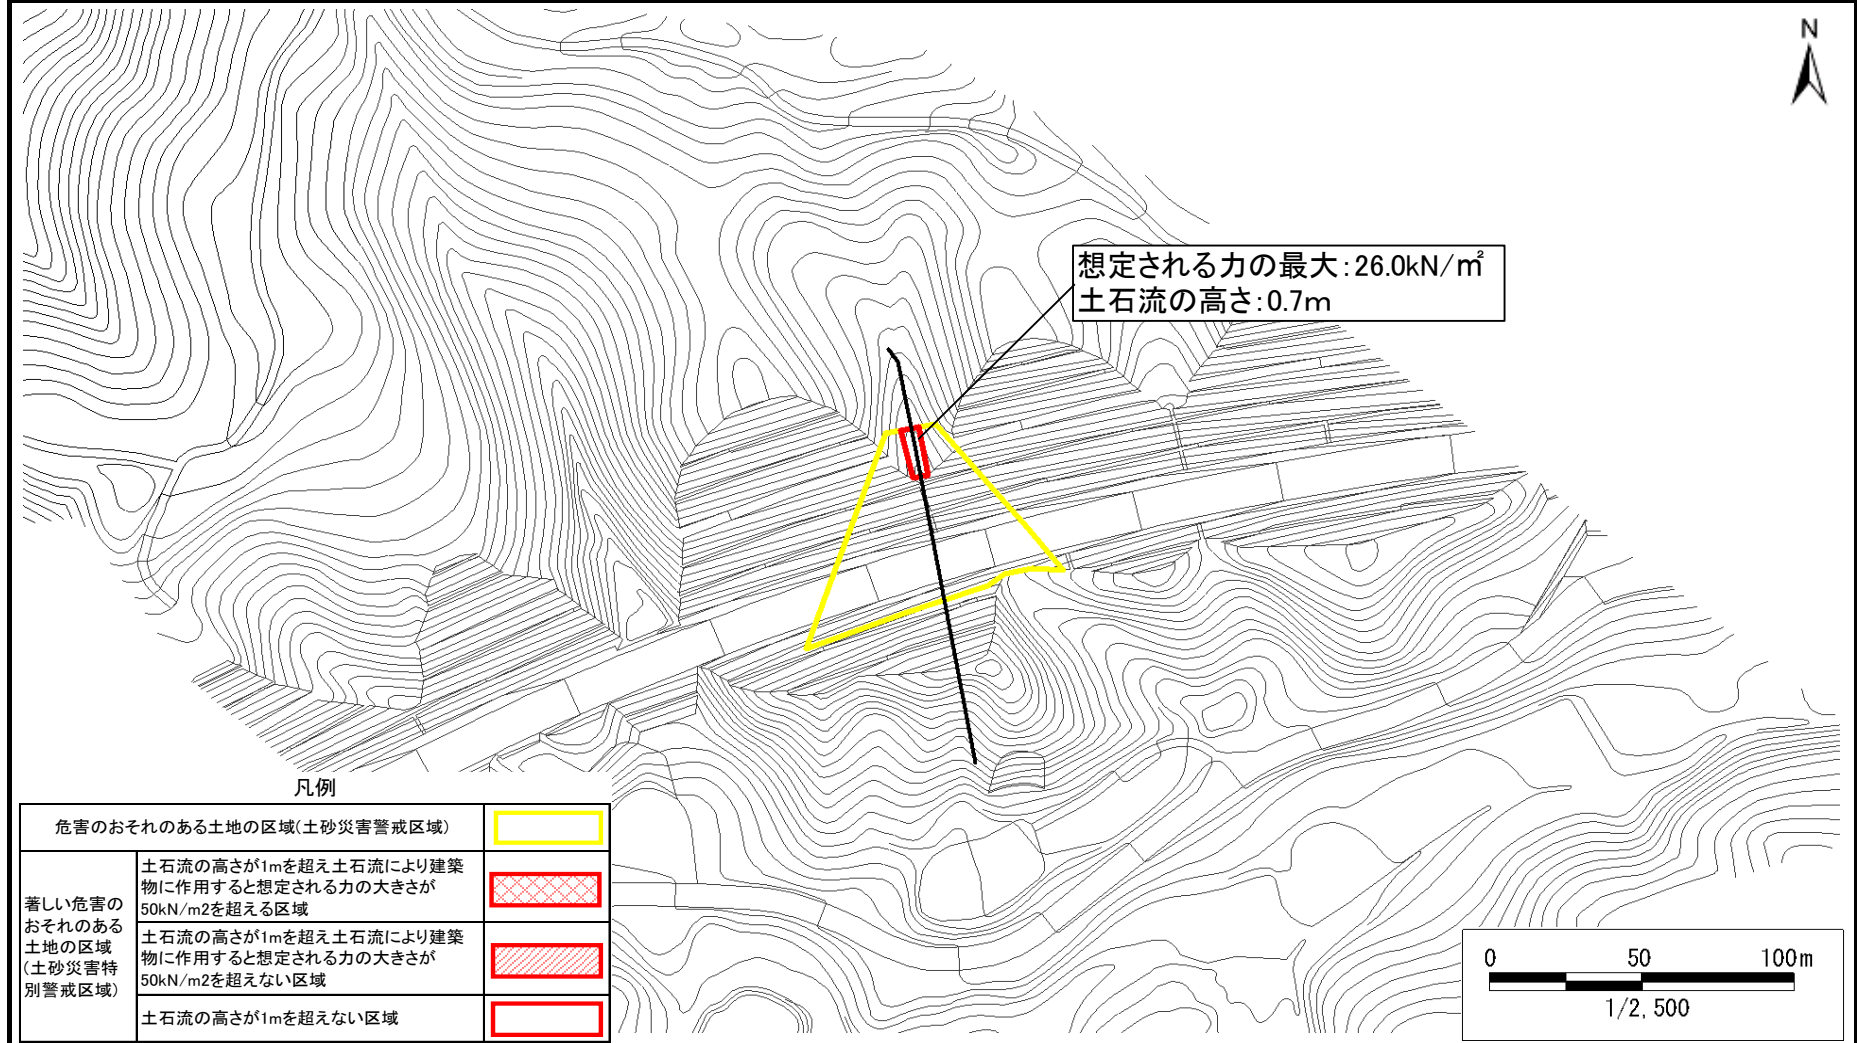 N
想定される力の最大:26.0kN/㎡
土石流の高さ:0.7m
凡例
危害のおそれのある土地の区域(土砂災害警戒区域)
著しい危害の
おそれのある
土地の区域
(土砂災害特
別警戒区域)
土石流の高さが1mを超え土石流により建築
物に作用すると想定される力の大きさが
50kN/m2を超える区域
土石流の高さが1mを超え土石流により建築
物に作用すると想定される力の大きさが
50kN/m2を超えない区域
土石流の高さが1mを超えない区域
0 50 100m
1/2,500